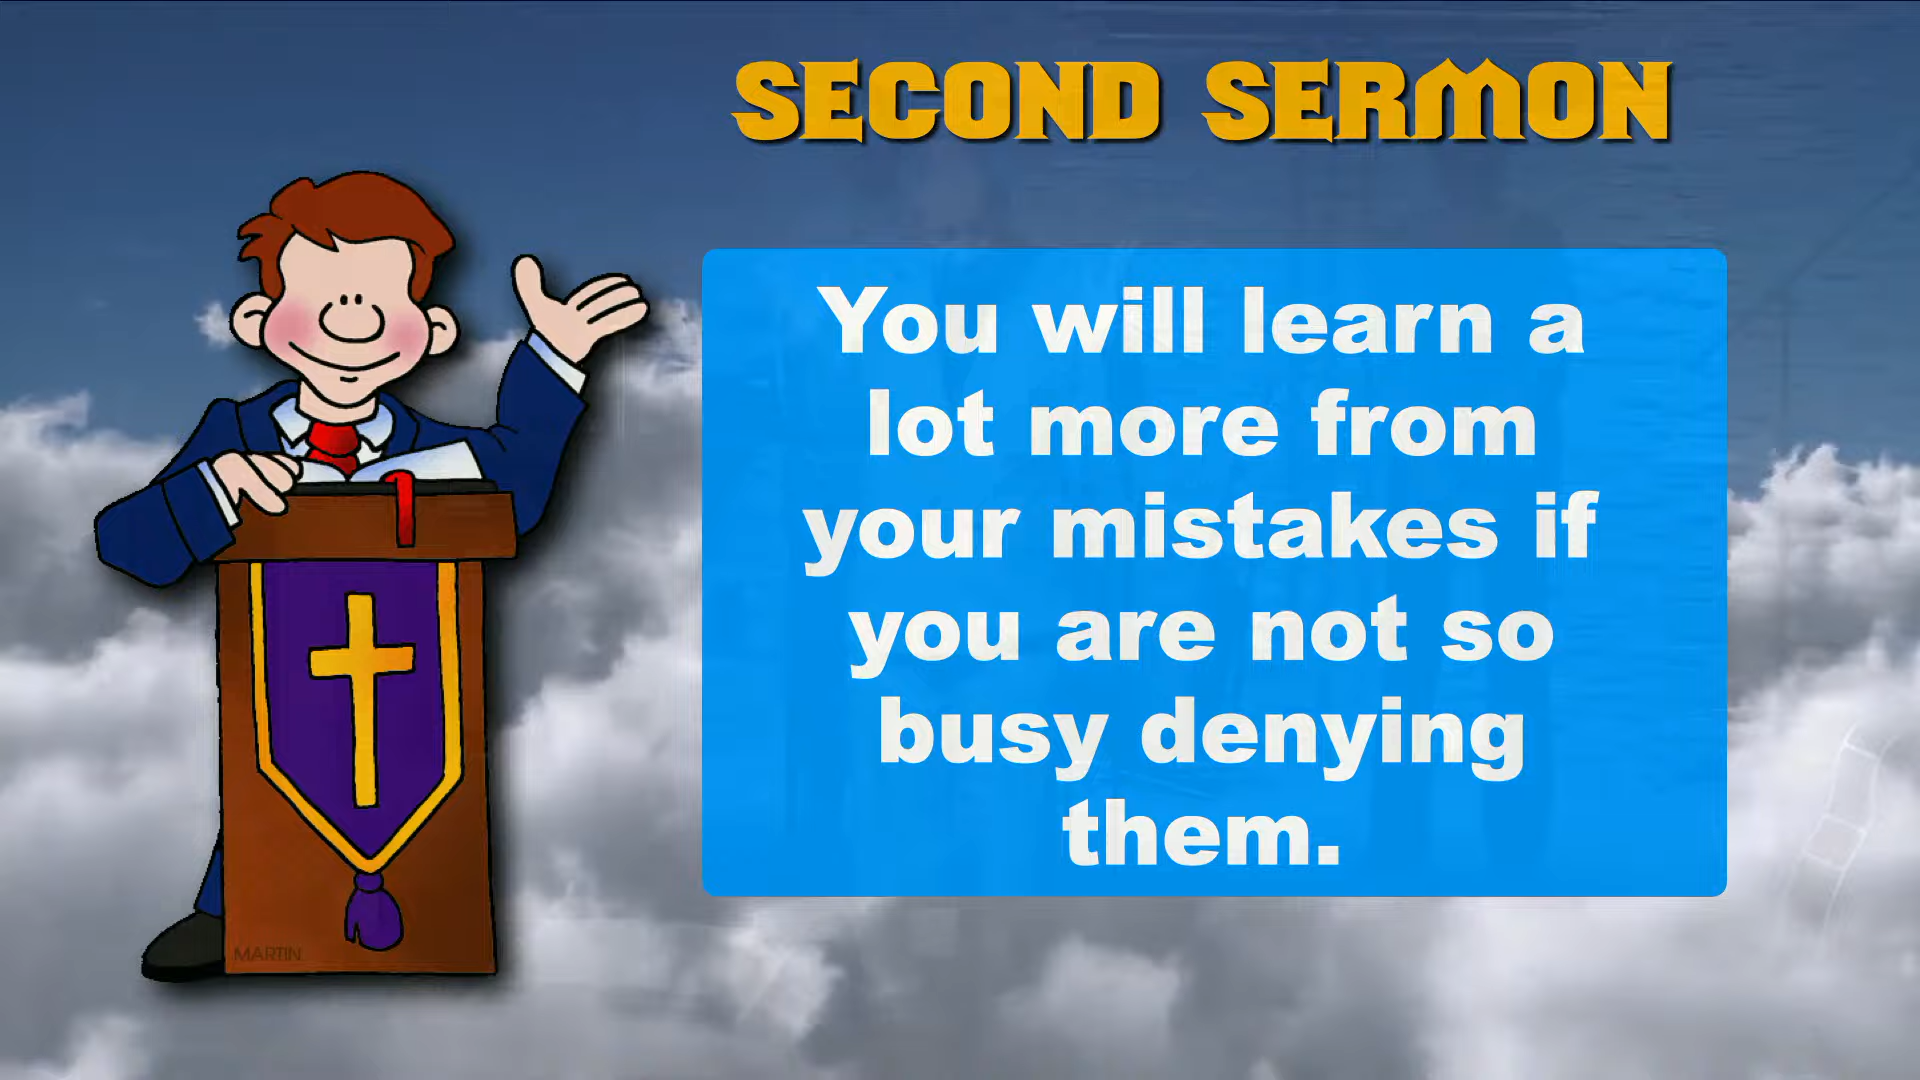 SECOND SERMON
You will learn a
lot more from
your mistakes if
you are not so
busy denying
them.
MARTIN